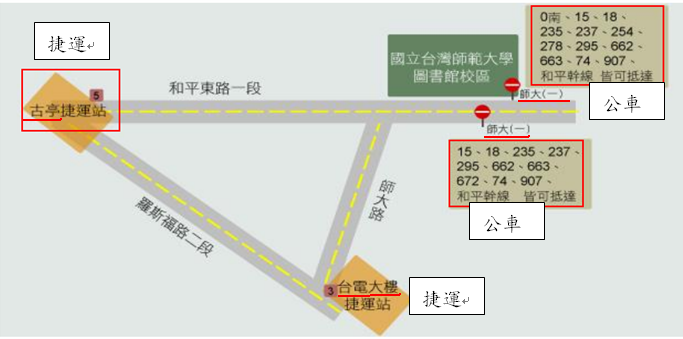 捷運
5
古亭捷運站
和平東路一段
國立台灣師範大學
圖書館校區
0南、15、18、
235、237、254、
278、295、662、
663、74、907、
和平幹線 皆可抵達
師大(一)
公車
師大(一)
15、18、235、237、
295、662、663、
672、74、907、
和平幹線 皆可抵達
公車
師大路
羅斯福路二段
3
台電大樓
捷運站
捷運